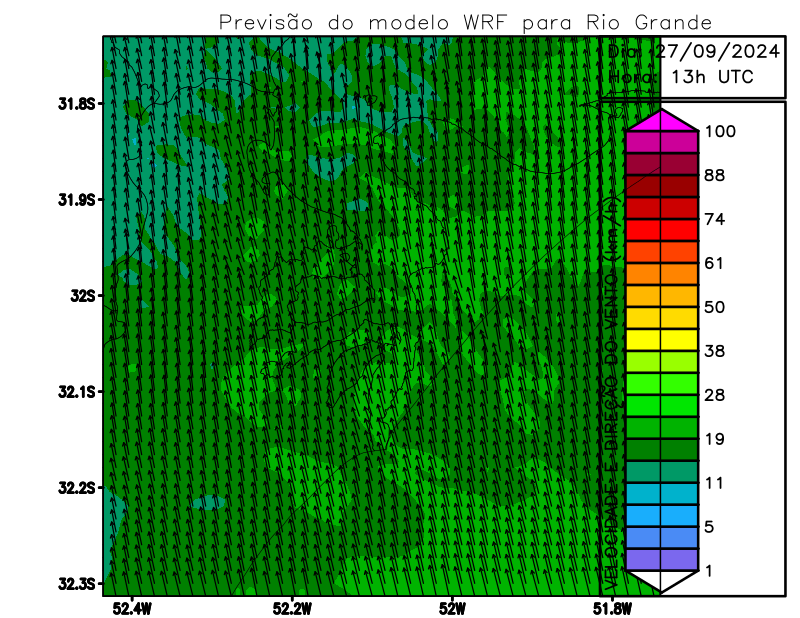 Previsão do modelo WRF para Rio Grande
Dia: 27/09/2024
Hora: 13h UTC
31.8S
31.9S
32S
32.1S
32.2S
32.3S
52.4W
52.2W
52W
51.8W
VELOCIDADE E DIREÇÃO DO VENTO (km/h)
100
88
74
61
50
38
28
19
11
5
1